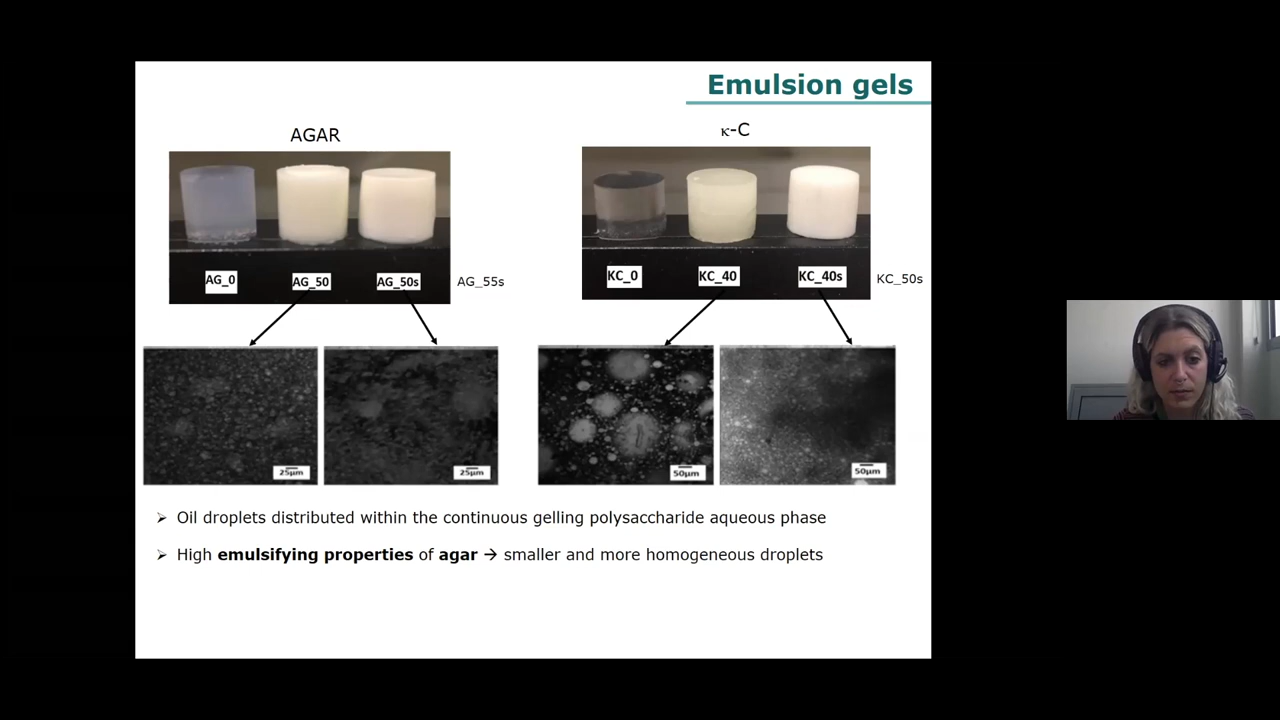 Emulsion gels
AGAR
κ-C
AG_0
AG_50
AG_50s
AG_55s
KC_0
KC_40
KC_40s
KC_50s
25µm
25µm
50µm
50µm
➢ Oil droplets distributed within the continuous gelling polysaccharide aqueous phase
➢ High emulsifying properties of agar → smaller and more homogeneous droplets